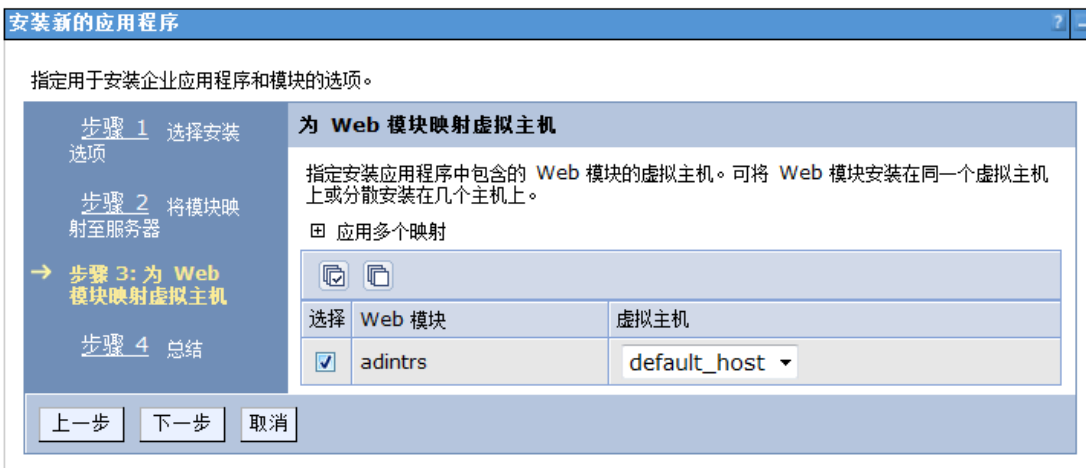 安装新的应用程序
?
指定用于安装企业应用程序和模块的选项。
步骤 1 选择安装
选项
步骤 2 将模块映
射至服务器
步骤 3: 为 Web
模块映射虚拟主机
步骤 4 总结
为 Web 模块映射虚拟主机
指定安装应用程序中包含的 Web 模块的虚拟主机。可将 Web 模块安装在同一个虚拟主机
上或分散安装在几个主机上。
应用多个映射
选择 Web 模块 虚拟主机
adintrs default_host
上一步 下一步 取消